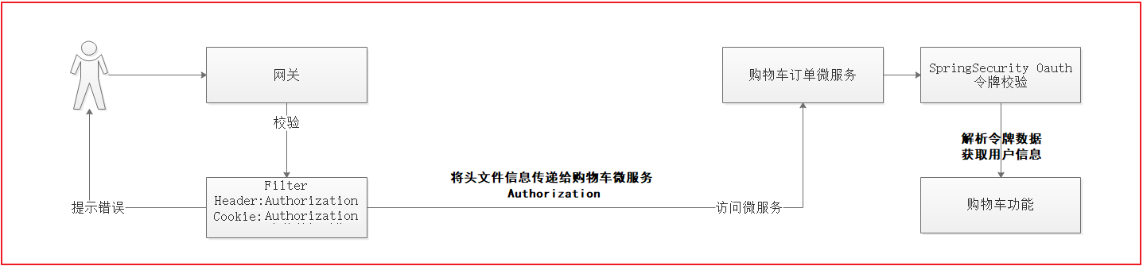 网关
校验
Filter
Header:Authorization
Cookie:Authorization
提示错误
将头文件信息传递给购物车微服务
Authorization
访问微服务
购物车订单微服务
SpringSecurity Oauth
令牌校验
解析令牌数据
获取用户信息
购物车功能